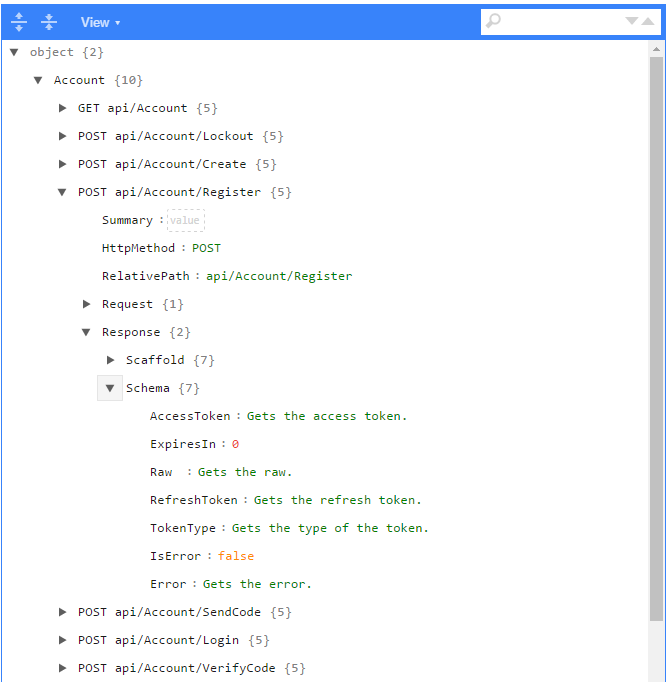 View
object {2}
Account {10}
GET api/Account {5}
POST api/Account/Lockout {5}
POST api/Account/Create {5}
POST api/Account/Register {5}
Summary : value
HttpMethod : POST
RelativePath : api/Account/Register
Request {1}
Response {2}
Scaffold {7}
Schema {7}
AccessToken : Gets the access token.
ExpiresIn : 0
Raw : Gets the raw.
RefreshToken : Gets the refresh token.
TokenType : Gets the type of the token.
IsError : false
Error : Gets the error.
POST api/Account/SendCode {5}
POST api/Account/Login {5}
POST api/Account/VerifyCode {5}